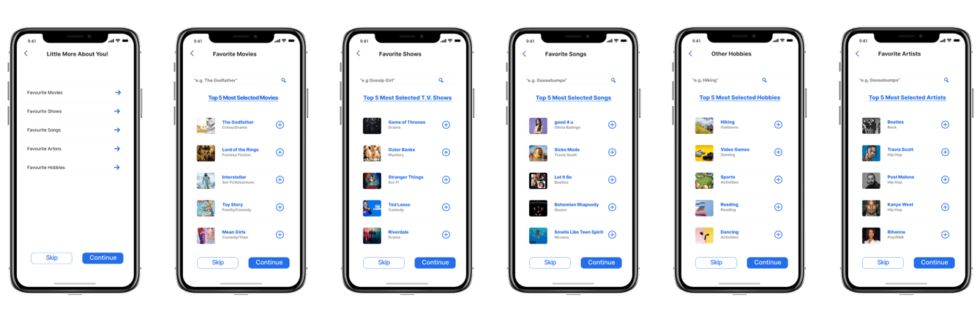 9:41
Little More About You!
Favourite Movies
Favourite Shows
Favourite Songs
Favourite Artists
Favourite Hobbies
Skip
Continue
9:41
Favorite Movies
"e.g. The Godfather"
Top 5 Most Selected Movies
The Godfather
Crime/Drama
Lord of the Rings
Fantasy/Fiction
Interstellar
Sci-Fi/Adventure
Toy Story
Family/Comedy
Mean Girls
Comedy/Teen
Skip
Continue
9:41
Favorite Shows
"e.g Gossip Girl"
Top 5 Most Selected T.V. Shows
Game of Thrones
Drama
Outer Banks
Mystery
Stranger Things
Sci-Fi
Ted Lasso
Comedy
Riverdale
Drama
Skip
Continue
9:41
Favorite Songs
"e.g. Goosebumps"
Top 5 Most Selected Songs
good 4 u
Olivia Rodrigo
Sicko Mode
Travis Scott
Let It Be
Beatles
Bohemian Rhapsody
Queen
Smells Like Teen Spirit
Nirvana
Skip
Continue
9:41
Other Hobbies
"e.g. Hiking"
Top 5 Most Selected Hobbies
Hiking
Outdoors
Video Games
Gaming
Sports
Activities
Reading
Reading
Dancing
Activities
Skip
Continue
9:41
Favorite Artists
"e.g. Goosebumps"
Top 5 Most Selected Artists
Beatles
Rock
Travis Scott
Hip Hop
Post Malone
Hip Hop
Kanye West
Hip Hop
Rihanna
Pop/R&B
Skip
Continue